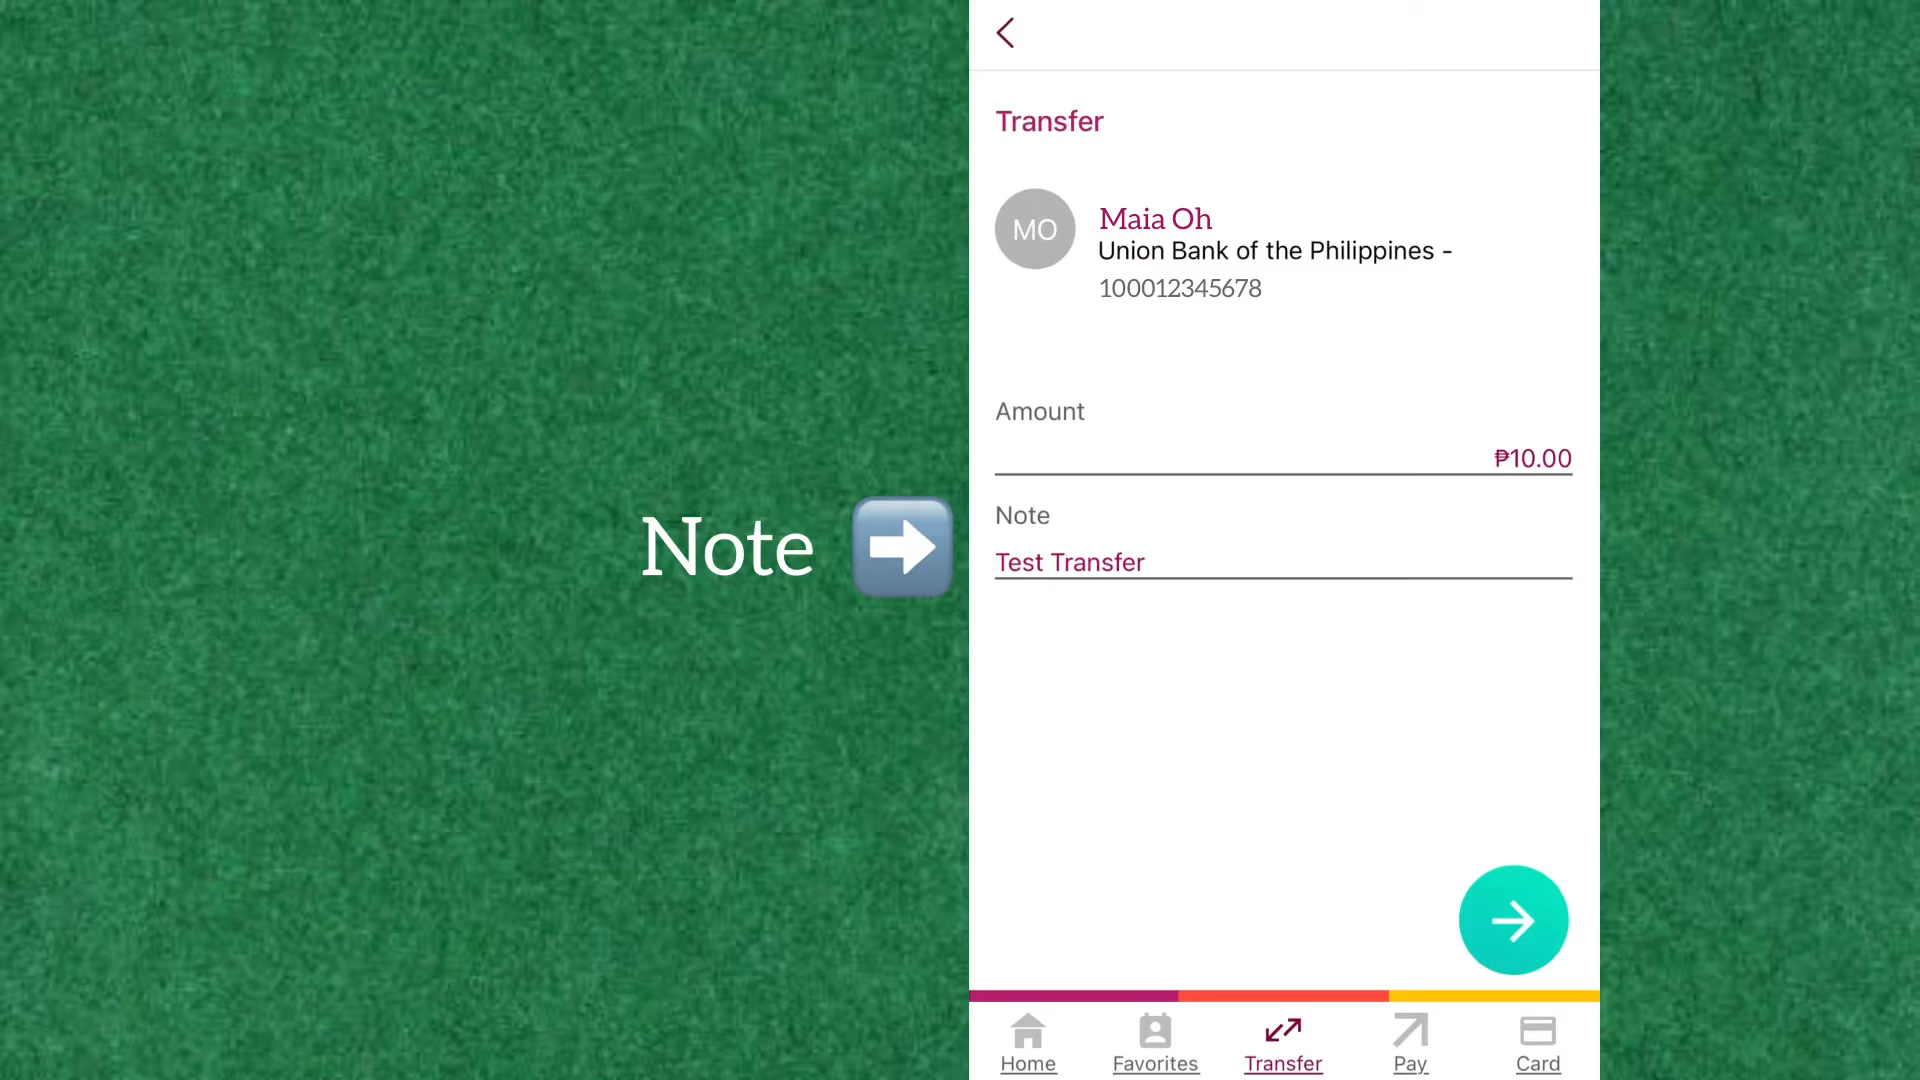 Transfer
MO
Maia Oh
Union Bank of the Philippines -
100012345678
Amount
₱10.00
Note
Note
Test Transfer
Home
Favorites
Transfer
Pay
Card